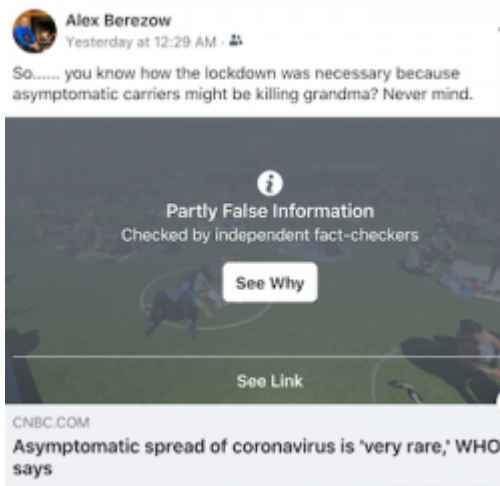 Alex Berezow
Yesterday at 12:29 AM ·
So...... you know how the lockdown was necessary because
asymptomatic carriers might be killing grandma? Never mind.
Partly False Information
Checked by independent fact-checkers
See Why
See Link
CNBC.COM
Asymptomatic spread of coronavirus is 'very rare,' WHO
says